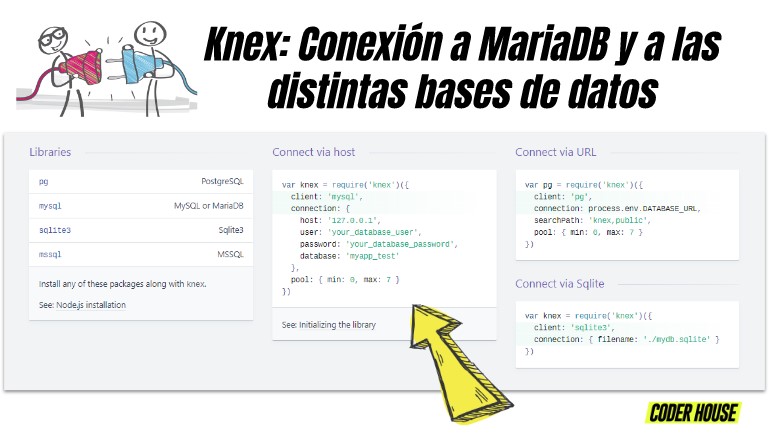 Knex: Conexión a MariaDB y a las
distintas bases de datos
Libraries
pg PostgreSQL
mysql MySQL or MariaDB
sqlite3 Sqlite3
mssql MSSQL
Install any of these packages along with knex.
See: Node.js installation
Connect via host
var knex = require('knex')({
client: 'mysql',
connection: {
host: '127.0.0.1',
user: 'your_database_user',
password: 'your_database_password',
database: 'myapp_test'
},
pool: { min: 0, max: 7 }
})
See: Initializing the library
Connect via URL
var pg = require('knex')({
client: 'pg',
connection: process.env.DATABASE_URL,
searchPath: 'knex,public',
pool: { min: 0, max: 7 }
})
Connect via Sqlite
var knex = require('knex')({
client: 'sqlite3',
connection: { filename: './mydb.sqlite' }
})
CODER HOUSE